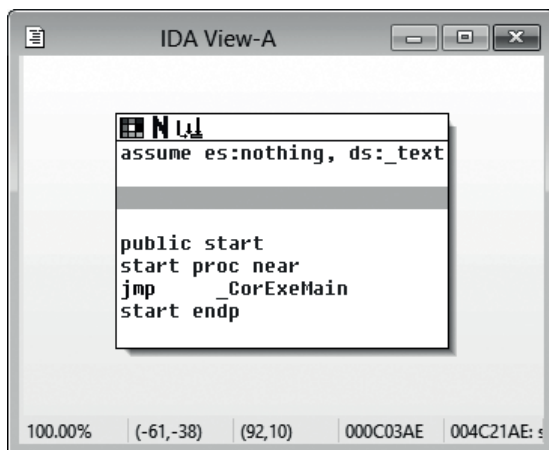 IDA View-A
N
assume es:nothing, ds:_text
public start
start proc near
jmp _CorExeMain
start endp
100.00% (-61,-38) (92,10) 000C03AE 004C21AE: s